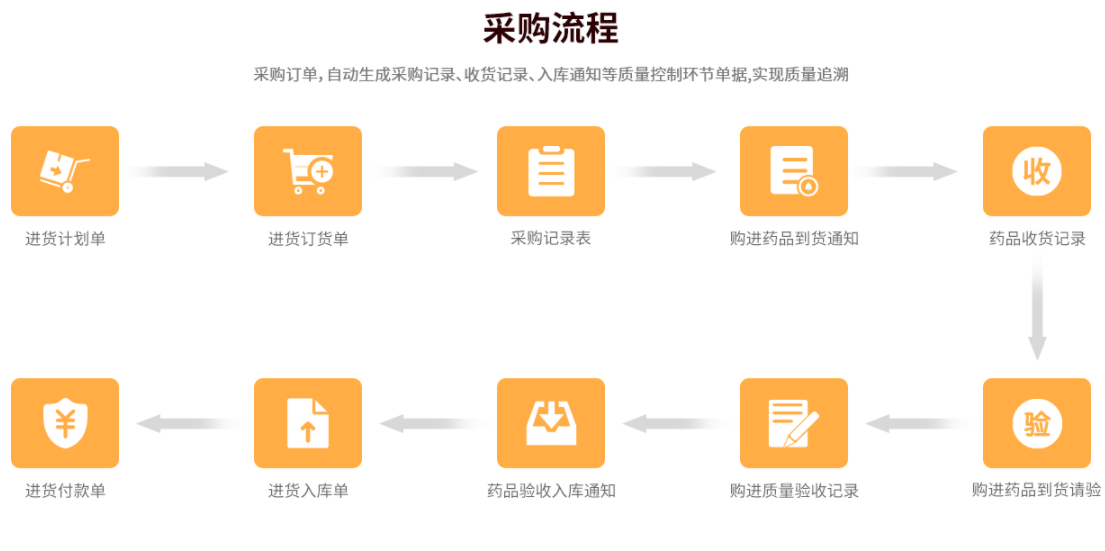 采购流程
采购订单，自动生成采购记录、收货记录、入库通知等质量控制环节单据,实现质量追溯
收
进货计划单
进货订货单
采购记录表
购进药品到货通知
药品收货记录
¥
验
进货付款单
进货入库单
药品验收入库通知
购进质量验收记录
购进药品到货请验